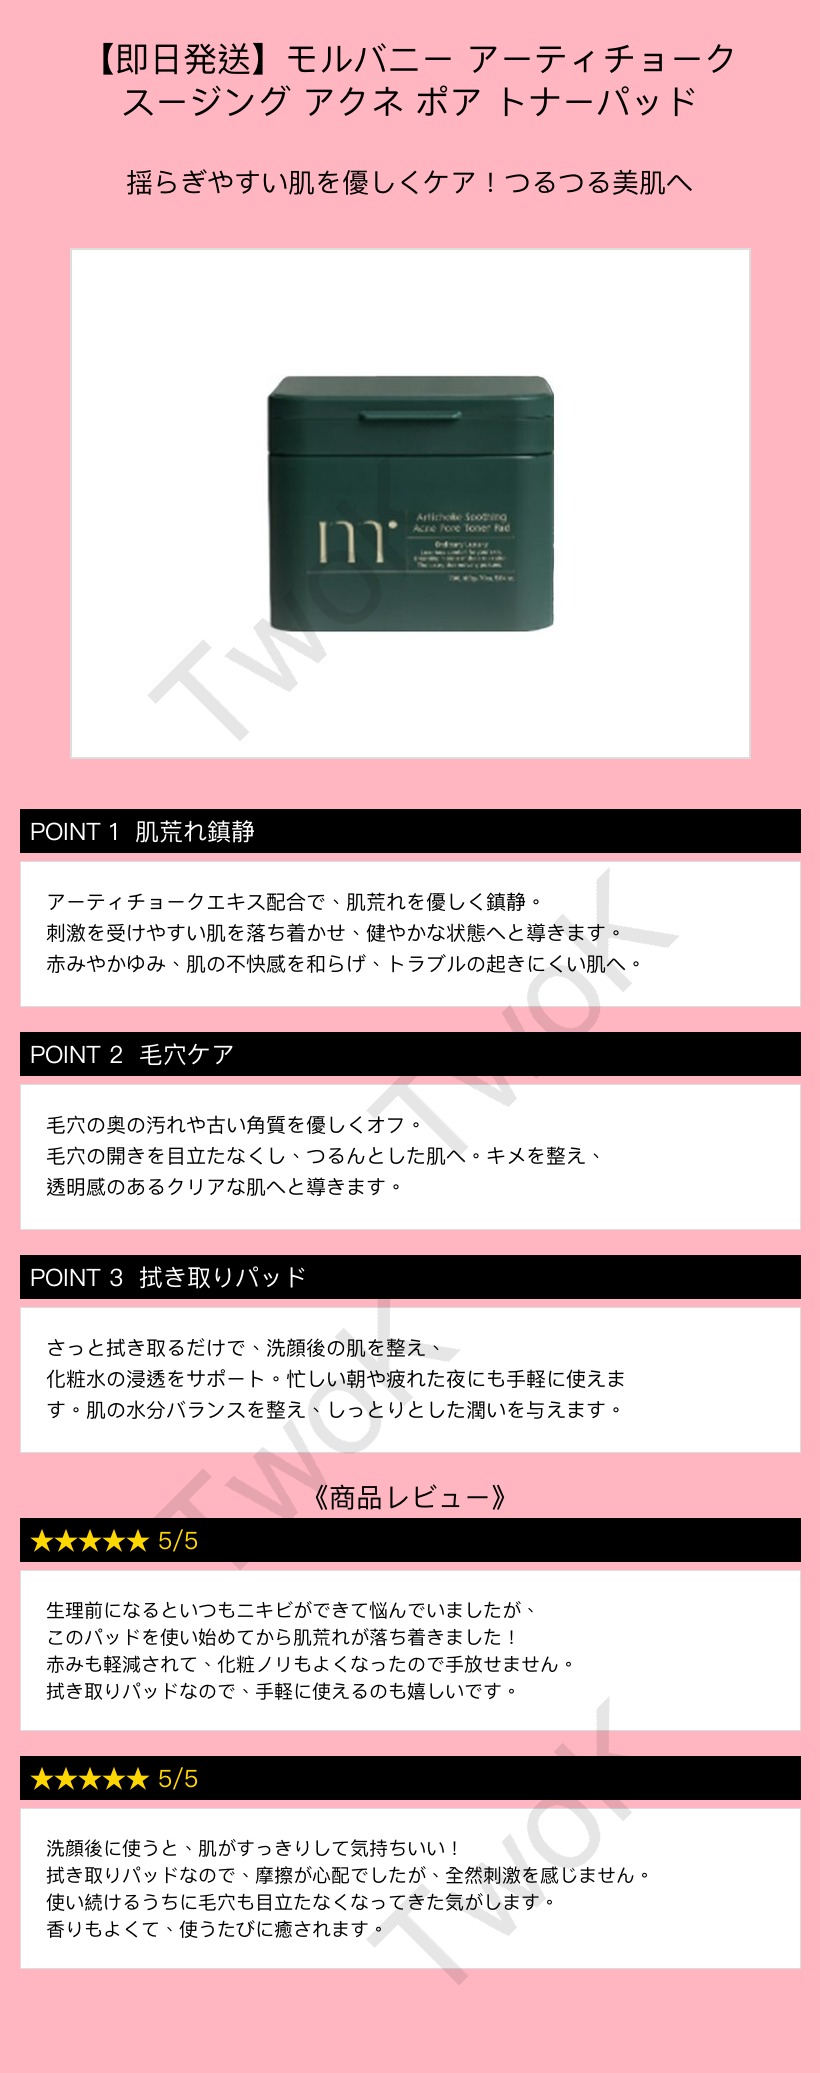 【即日発送】モルバニー アーティチョーク
スージング アクネ ポア トナーパッド
揺らぎやすい肌を優しくケア！つるつる美肌へ
m·
Artichoke Soothing
Acne Pore Toner Pad
Ordinary Luxury
TwoK
POINT 1 肌荒れ鎮静
アーティチョークエキス配合で、肌荒れを優しく鎮静。
刺激を受けやすい肌を落ち着かせ、健やかな状態へと導きます。
赤みやかゆみ、肌の不快感を和らげ、トラブルの起きにくい肌へ。
TwoK
POINT 2 毛穴ケア
毛穴の奥の汚れや古い角質を優しくオフ。
毛穴の開きを目立たなくし、つるんとした肌へ。キメを整え、
透明感のあるクリアな肌へと導きます。
POINT 3 拭き取りパッド
さっと拭き取るだけで、洗顔後の肌を整え、
化粧水の浸透をサポート。忙しい朝や疲れた夜にも手軽に使えま
す。肌の水分バランスを整え、しっとりとした潤いを与えます。
TwoK
《商品レビュー》
★★★★★ 5/5
生理前になるといつもニキビができて悩んでいましたが、
このパッドを使い始めてから肌荒れが落ち着きました！
赤みも軽減されて、化粧ノリもよくなったので手放せません。
拭き取りパッドなので、手軽に使えるのも嬉しいです。
★★★★★ 5/5
洗顔後に使うと、肌がすっきりして気持ちいい！
拭き取りパッドなので、摩擦が心配でしたが、全然刺激を感じません。
使い続けるうちに毛穴も目立たなくなってきた気がします。
香りもよくて、使うたびに癒されます。
TwoK